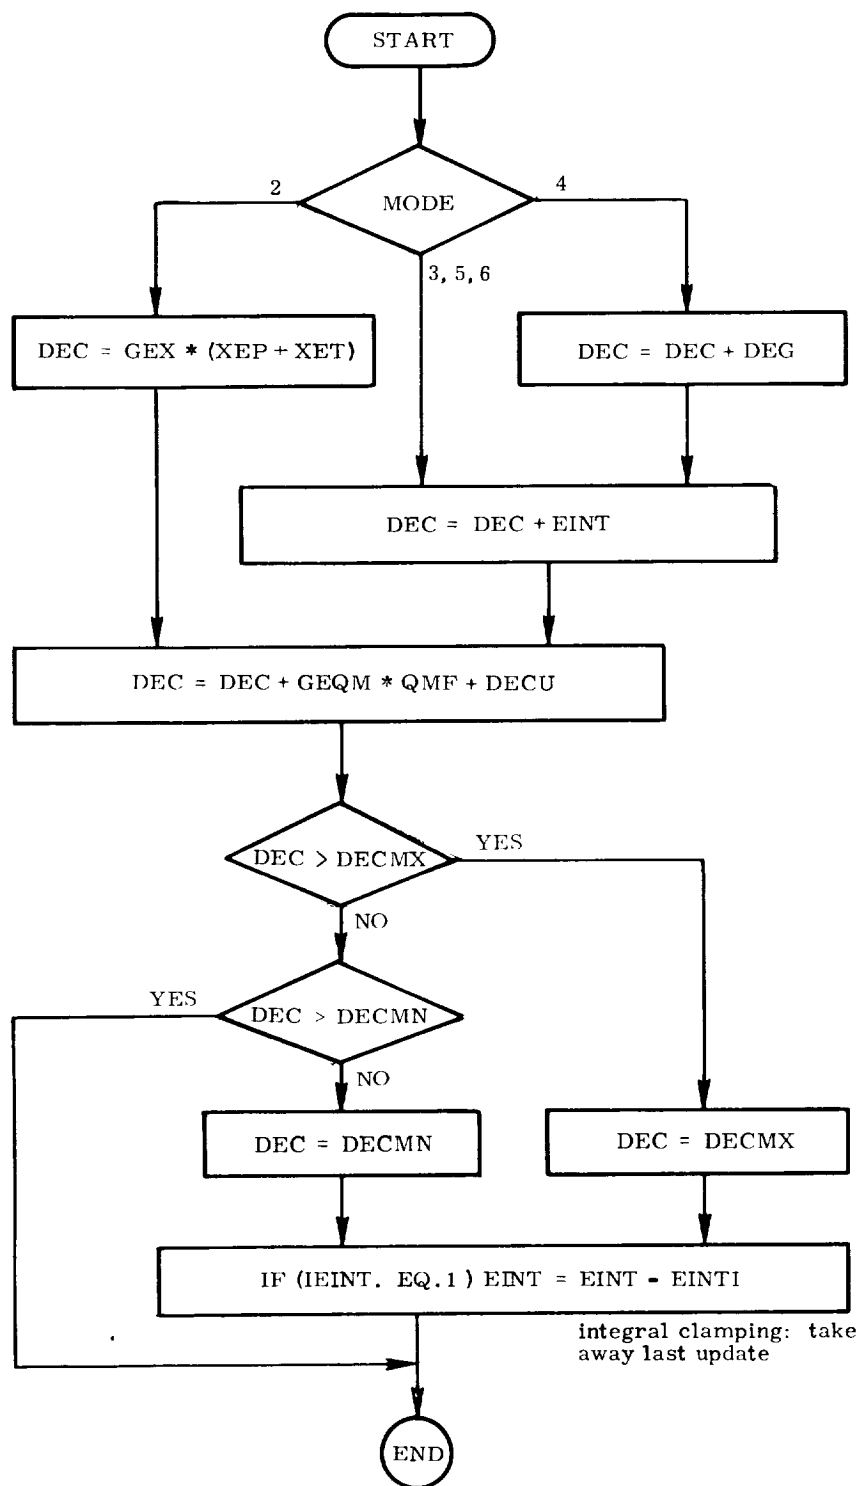 START
MODE
2
4
3, 5, 6
DEC = GEX * (XEP + XET)
DEC = DEC + DEG
DEC = DEC + EINT
DEC = DEC + GEQM * QMF + DECU
DEC > DECMX
YES
NO
DEC > DECMN
YES
NO
DEC = DECMN
DEC = DECMX
IF (IEINT. EQ.1) EINT = EINT - EINTI
integral clamping: take
away last update
END